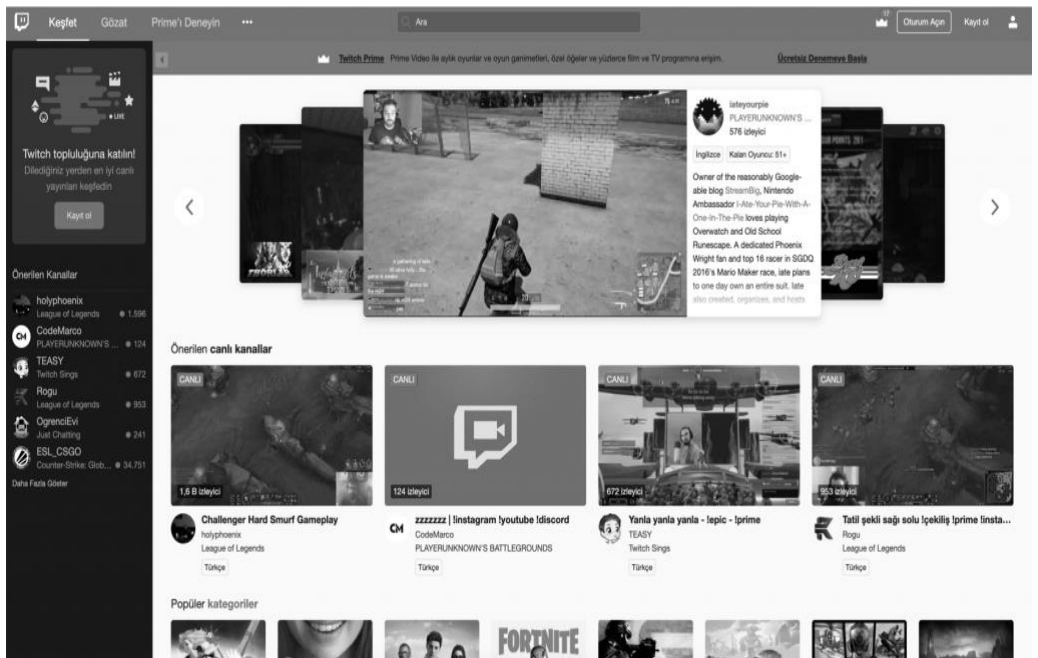 Keşfet
Gözat
Prime'ı Deneyin
•••
Ara
Oturum Açın
Kayıt ol
Twitch Prime Prime Video ile aylık oyunlar ve oyun ganimetleri, özel öğeler ve yüzlerce film ve TV programına erişim.
Ücretsiz Denemeye Başla
LIVE
Twitch topluluğuna katılın!
Dilediğiniz yerden en iyi canlı
yayınları keşfedin
Kayıt ol
Önerilen Kanallar
holyphoenix
League of Legends 1,596
CodeMarco
PLAYERUNKNOWN'S ... 124
TEASY
Twitch Sings 672
Rogu
League of Legends 953
OgrenciEvi
Just Chatting 241
ESL_CSGO
Counter-Strike: Glob... 34,751
Daha Fazla Göster
iateyourpie
PLAYERUNKNOWN'S ...
576 izleyici
İngilizce
Kalan Oyuncu: 51+
Owner of the reasonably Google-
able blog StreamBig, Nintendo
Ambassador I-Ate-Your-Pie-With-A-
One-In-The-Pie loves playing
Overwatch and Old School
Runescape. A dedicated Phoenix
Wright fan and top 16 racer in SGDQ
2016's Mario Maker race, iate plans
to one day own an entire suit. Iate
also created, organizes, and hosts
Önerilen canlı kanallar
CANLI
1,6 B izleyici
Challenger Hard Smurf Gameplay
holyphoenix
League of Legends
Türkçe
CANLI
124 izleyici
CM
zzzzzzz | !instagram !youtube !discord
CodeMarco
PLAYERUNKNOWN'S BATTLEGROUNDS
Türkçe
CANLI
672 izleyici
Yanla yanla yanla - !epic - !prime
TEASY
Twitch Sings
Türkçe
CANLI
953 izleyici
Tatil şekli sağı solu !çekiliş !prime !insta...
Rogu
League of Legends
Türkçe
Popüler kategoriler
FORTNITE